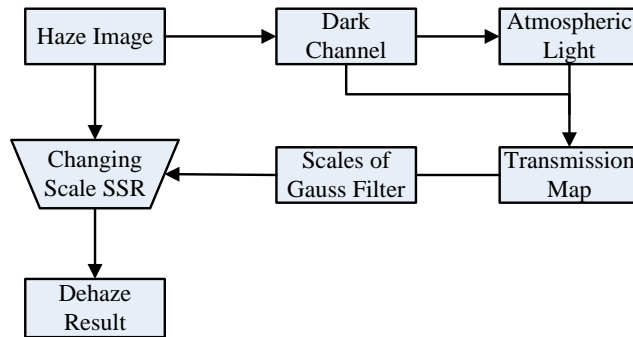 Haze Image
Dark
Channel
Atmospheric
Light
Changing
Scale SSR
Scales of
Gauss Filter
Transmission
Map
Dehaze
Result